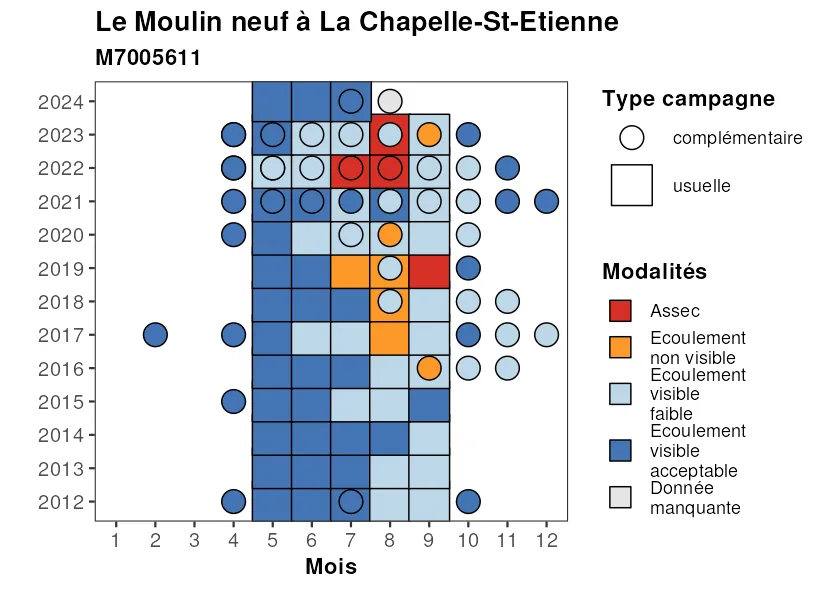 Le Moulin neuf à La Chapelle-St-Etienne
M7005611
2024
2023
2022
2021
2020
2019
2018
2017
2016
2015
2014
2013
2012
1 2 3 4 5 6 7 8 9 10 11 12
Mois
Type campagne
complémentaire
usuelle
Modalités
Assec
Ecoulement
non visible
Ecoulement
visible
faible
Ecoulement
visible
acceptable
Donnée
manquante